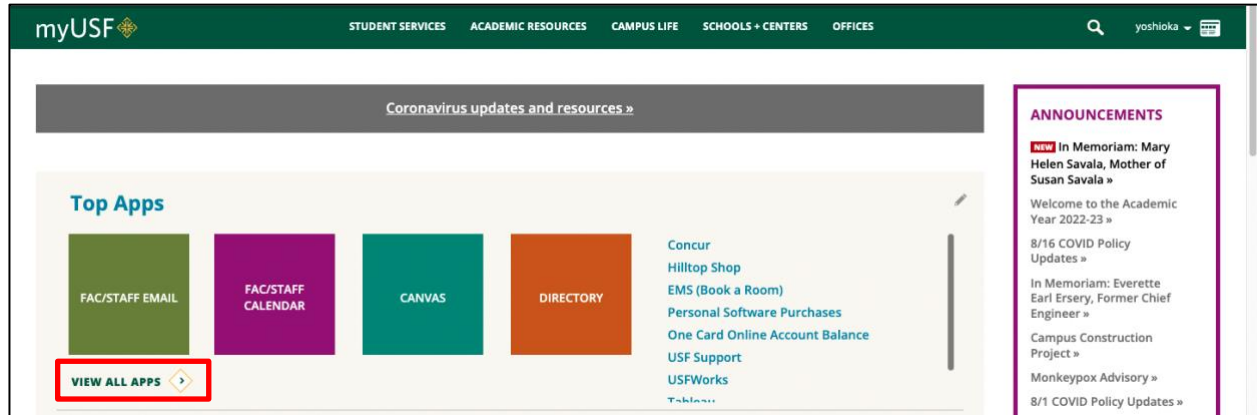 myUSF
STUDENT SERVICES ACADEMIC RESOURCES CAMPUS LIFE SCHOOLS + CENTERS OFFICES
yoshioka
Coronavirus updates and resources »
Top Apps
FAC/STAFF EMAIL
FAC/STAFF
CALENDAR
CANVAS
DIRECTORY
Concur
Hilltop Shop
EMS (Book a Room)
Personal Software Purchases
One Card Online Account Balance
USF Support
USFWorks
Tableau
VIEW ALL APPS
ANNOUNCEMENTS
NEW In Memoriam: Mary
Helen Savala, Mother of
Susan Savala »
Welcome to the Academic
Year 2022-23 »
8/16 COVID Policy
Updates »
In Memoriam: Everette
Earl Ersery, Former Chief
Engineer »
Campus Construction
Project »
Monkeypox Advisory »
8/1 COVID Policy Updates »